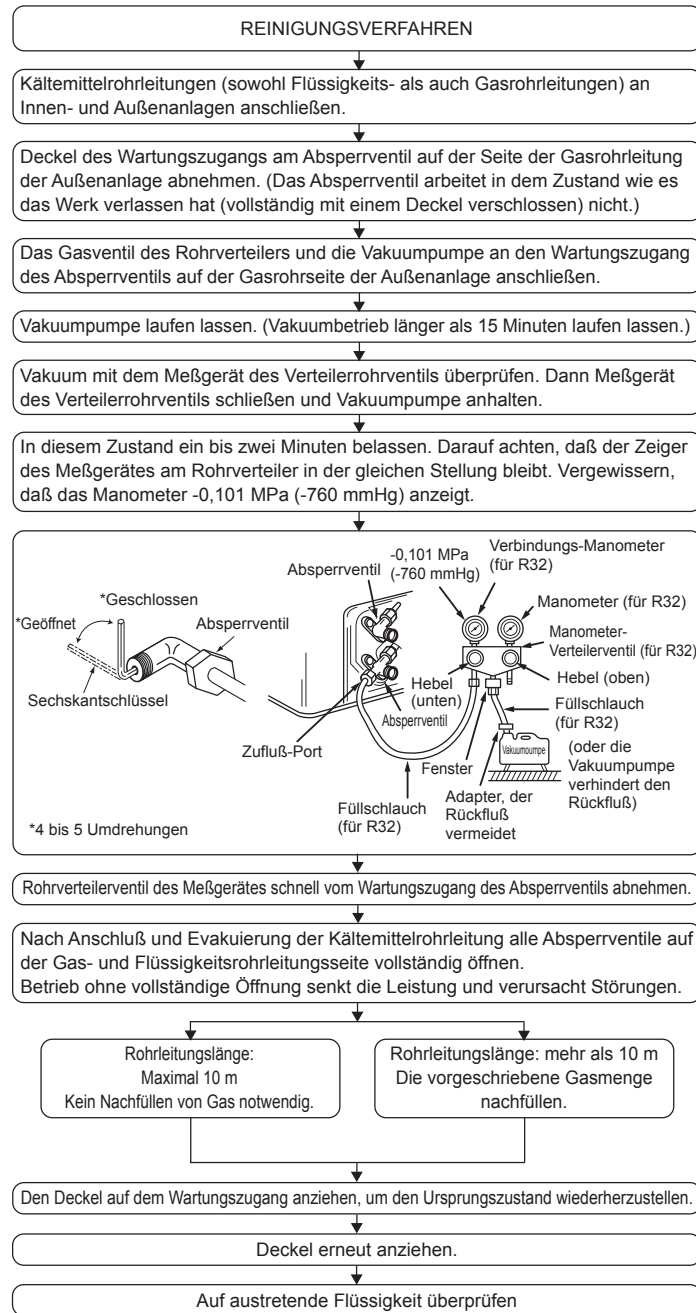 REINIGUNGSVERFAHREN
Kältemittelrohrleitungen (sowohl Flüssigkeits- als auch Gasrohrleitungen) an
Innen- und Außenanlagen anschließen.
Deckel des Wartungszugangs am Absperrventil auf der Seite der Gasrohrleitung
der Außenanlage abnehmen. (Das Absperrventil arbeitet in dem Zustand wie es
das Werk verlassen hat (vollständig mit einem Deckel verschlossen) nicht.)
Das Gasventil des Rohrverteilers und die Vakuumpumpe an den Wartungszugang
des Absperrventils auf der Gasrohrseite der Außenanlage anschließen.
Vakuumpumpe laufen lassen. (Vakuumbetrieb länger als 15 Minuten laufen lassen.)
Vakuum mit dem Meßgerät des Verteilerrohrventils überprüfen. Dann Meßgerät
des Verteilerrohrventils schließen und Vakuumpumpe anhalten.
In diesem Zustand ein bis zwei Minuten belassen. Darauf achten, daß der Zeiger
des Meßgerätes am Rohrverteiler in der gleichen Stellung bleibt. Vergewissern,
daß das Manometer -0,101 MPa (-760 mmHg) anzeigt.
*Geschlossen
*Geöffnet
Absperrventil
Sechskantschlüssel
*4 bis 5 Umdrehungen
Absperrventil
-0,101 MPa
(-760 mmHg)
Verbindungs-Manometer
(für R32)
Manometer (für R32)
Manometer-
Verteilerventil (für R32)
Hebel
(unten)
Hebel (oben)
Absperrventil
Zufluß-Port
Füllschlauch
(für R32)
Fenster
Vakuumoumpe
Füllschlauch
(für R32)
Adapter, der
Rückfluß
vermeidet
(oder die
Vakuumpumpe
verhindert den
Rückfluß)
Rohrverteilerventil des Meßgerätes schnell vom Wartungszugang des Absperrventils abnehmen.
Nach Anschluß und Evakuierung der Kältemittelrohrleitung alle Absperrventile auf
der Gas- und Flüssigkeitsrohrleitungsseite vollständig öffnen.
Betrieb ohne vollständige Öffnung senkt die Leistung und verursacht Störungen.
Rohrleitungslänge:
Maximal 10 m
Kein Nachfüllen von Gas notwendig.
Rohrleitungslänge: mehr als 10 m
Die vorgeschriebene Gasmenge
nachfüllen.
Den Deckel auf dem Wartungszugang anziehen, um den Ursprungszustand wiederherzustellen.
Deckel erneut anziehen.
Auf austretende Flüssigkeit überprüfen